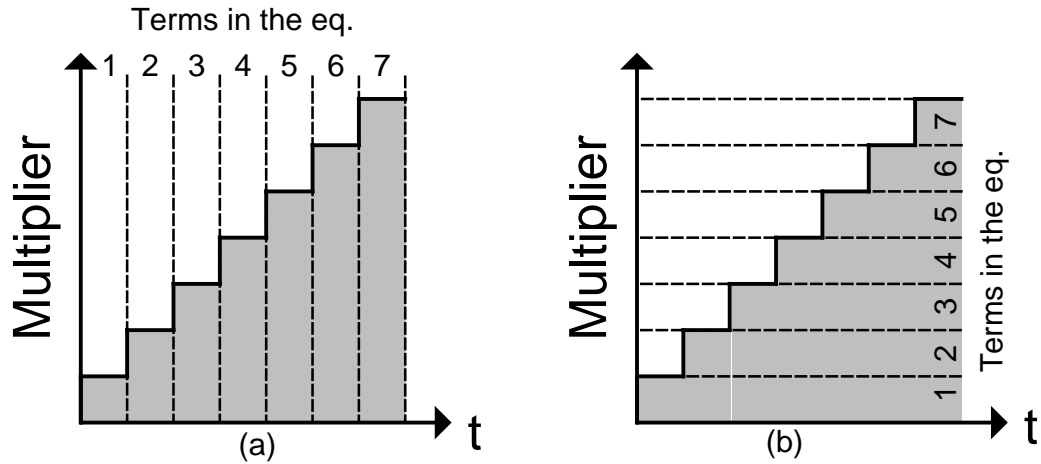 Terms in the eq.
1 2 3 4 5 6 7
Multiplier
t
(a)
Multiplier
7
6
5
4
3
2
1
Terms in the eq.
t
(b)